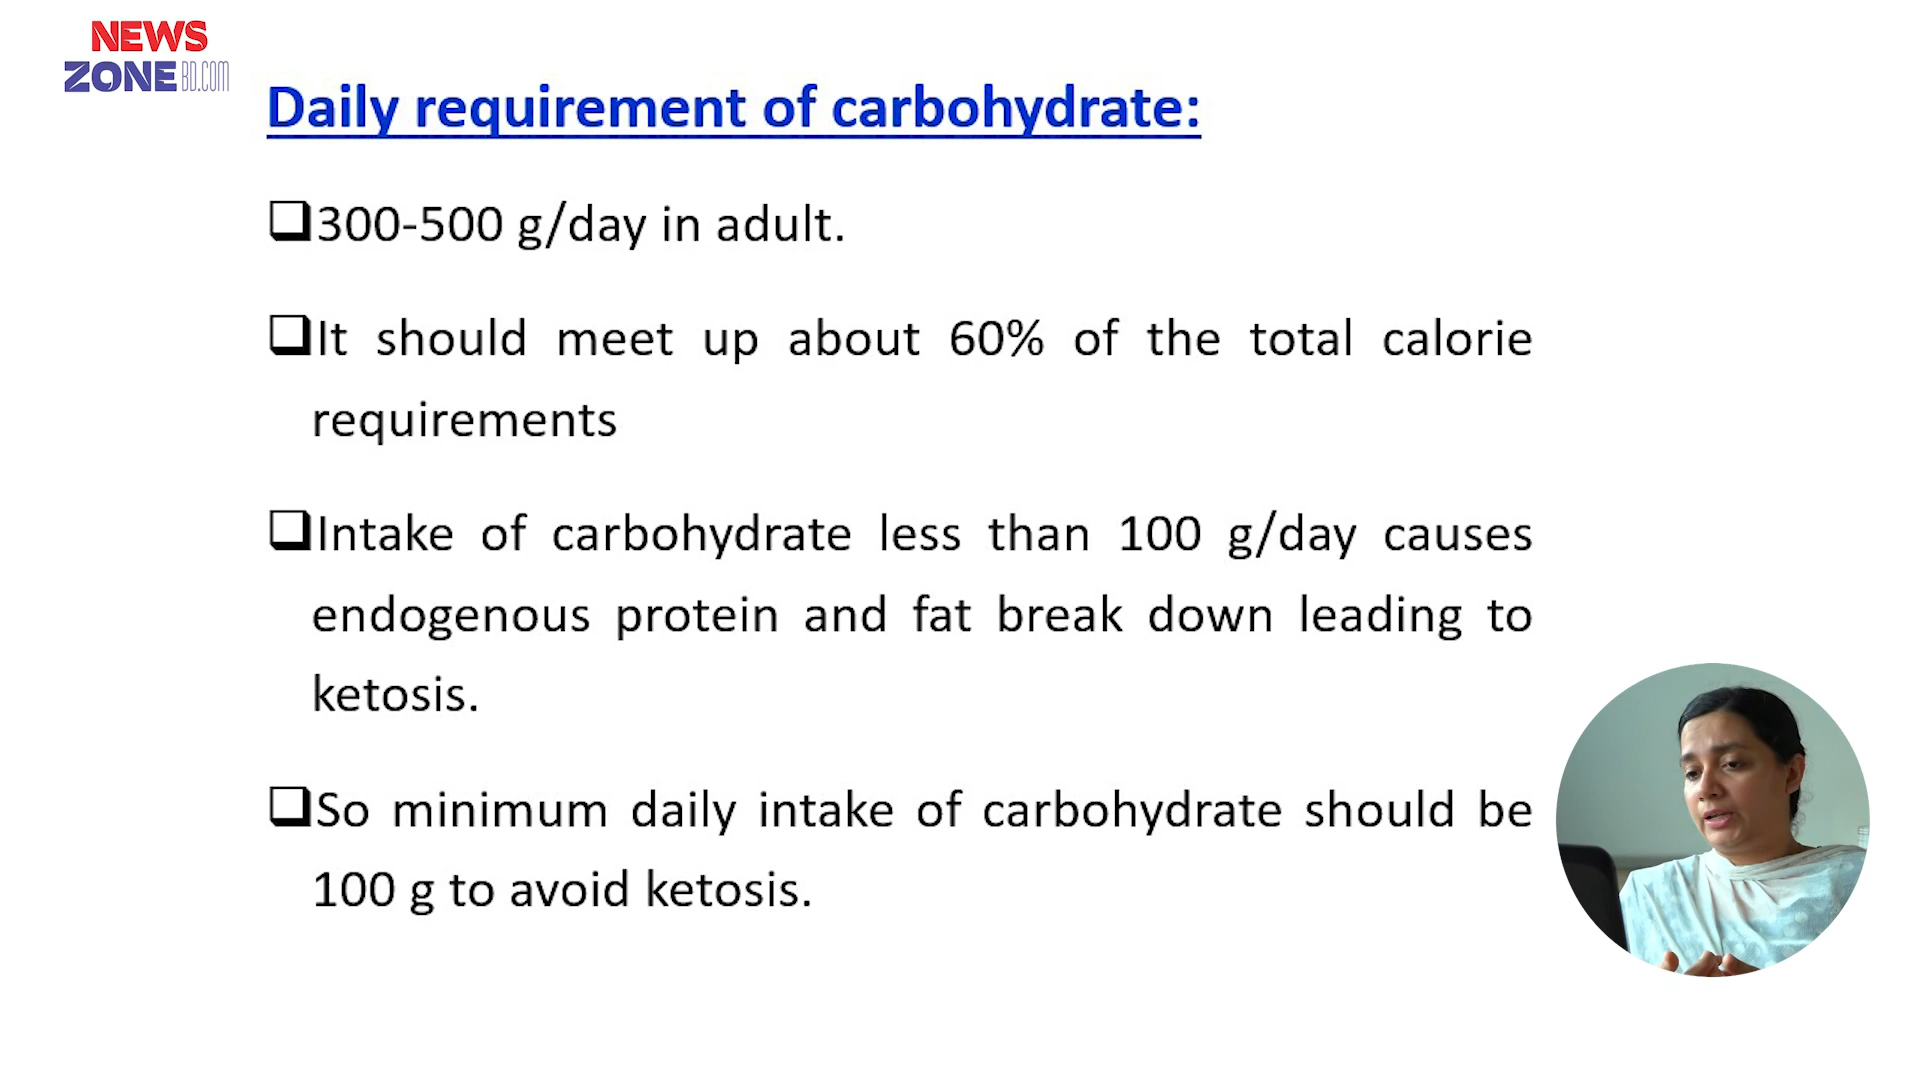 NEWS
ZONE BD.COM
Daily requirement of carbohydrate:
❑300-500 g/day in adult.
❑It should meet up about 60% of the total calorie
requirements
❑Intake of carbohydrate less than 100 g/day causes
endogenous protein and fat break down leading to
ketosis.
❑So minimum daily intake of carbohydrate should be
100 g to avoid ketosis.